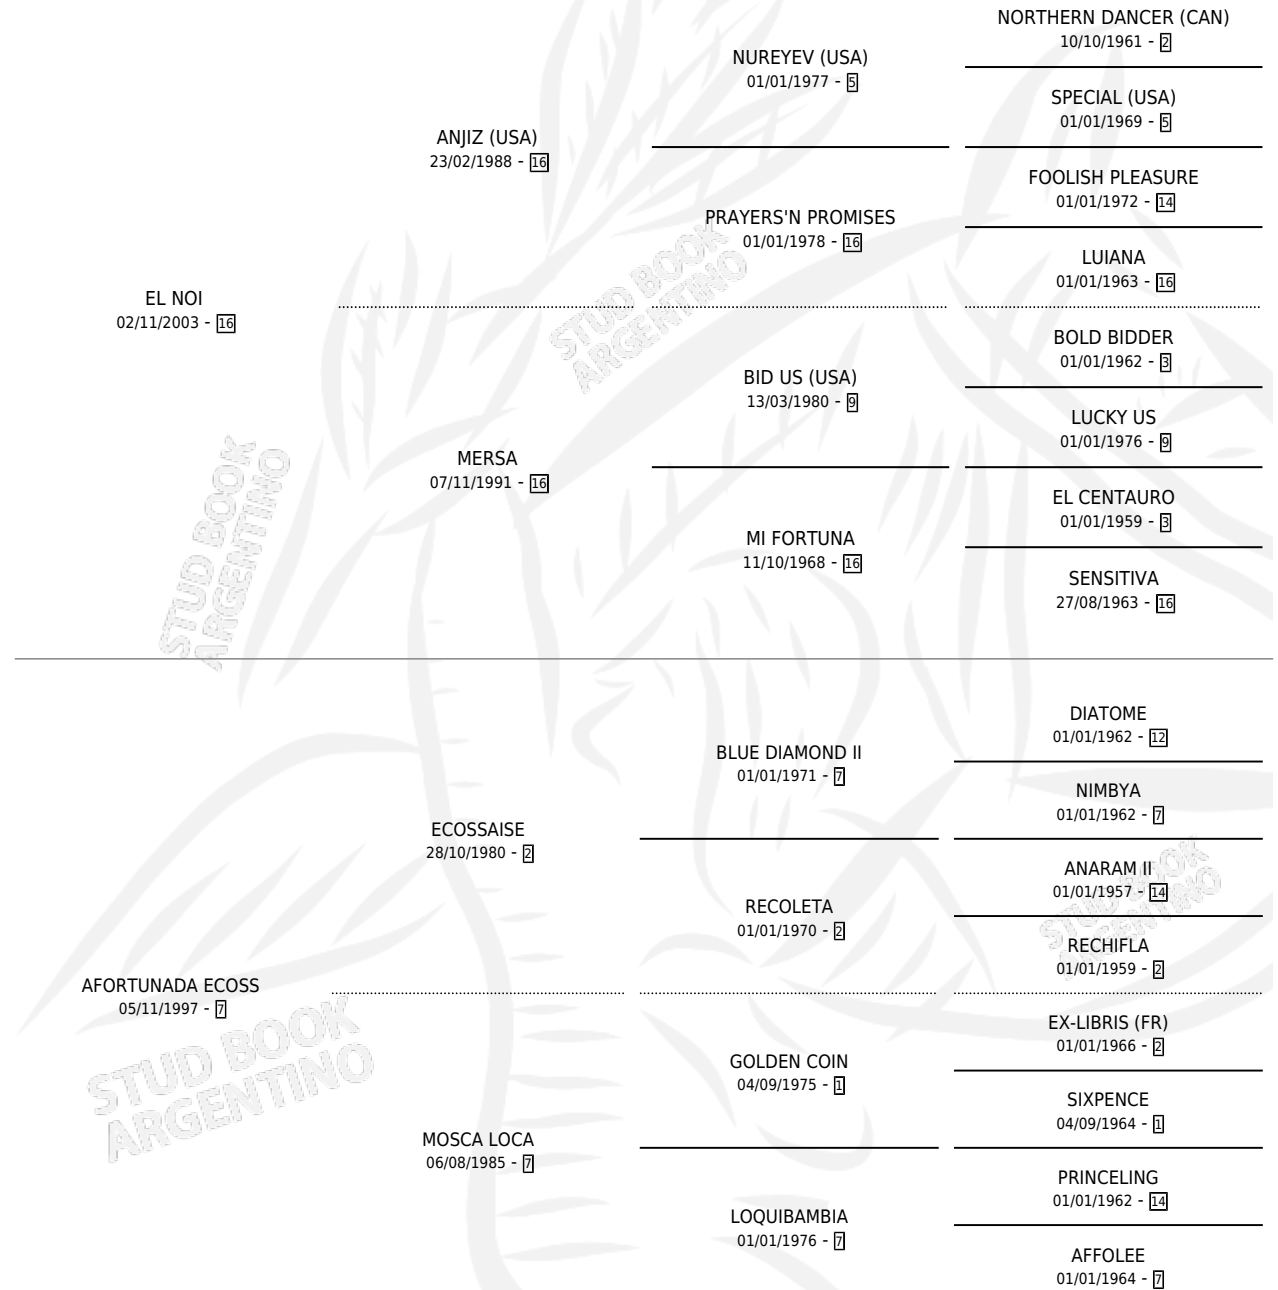 NORTHERN DANCER (CAN)
10/10/1961 - 2
NUREYEV (USA)
01/01/1977 - 5
SPECIAL (USA)
01/01/1969 - 5
ANJIZ (USA)
23/02/1988 - 16
FOOLISH PLEASURE
01/01/1972 - 14
PRAYERS'N PROMISES
01/01/1978 - 16
LUIANA
01/01/1963 - 16
EL NOI
02/11/2003 - 16
STUD BOOK
ARGENTINO
BOLD BIDDER
01/01/1962 - 3
BID US (USA)
13/03/1980 - 9
LUCKY US
01/01/1976 - 9
MERSA
07/11/1991 - 16
EL CENTAURO
01/01/1959 - 3
MI FORTUNA
11/10/1968 - 16
SENSITIVA
27/08/1963 - 16
STUD BOOK
ARGENTINO
DIATOME
01/01/1962 - 12
BLUE DIAMOND II
01/01/1971 - 7
NIMBYA
01/01/1962 - 7
ECOSSAISE
28/10/1980 - 2
ANARAM II
01/01/1957 - 14
RECOLETA
01/01/1970 - 2
STUD BOOK
ARGENTINO
RECHIFLA
01/01/1959 - 2
AFORTUNADA ECOSS
05/11/1997 - 7
EX-LIBRIS (FR)
01/01/1966 - 2
GOLDEN COIN
04/09/1975 - 1
SIXPENCE
04/09/1964 - 1
STUD BOOK
ARGENTINO
MOSCA LOCA
06/08/1985 - 7
PRINCELING
01/01/1962 - 14
LOQUIBAMBIA
01/01/1976 - 7
AFFOLEE
01/01/1964 - 7